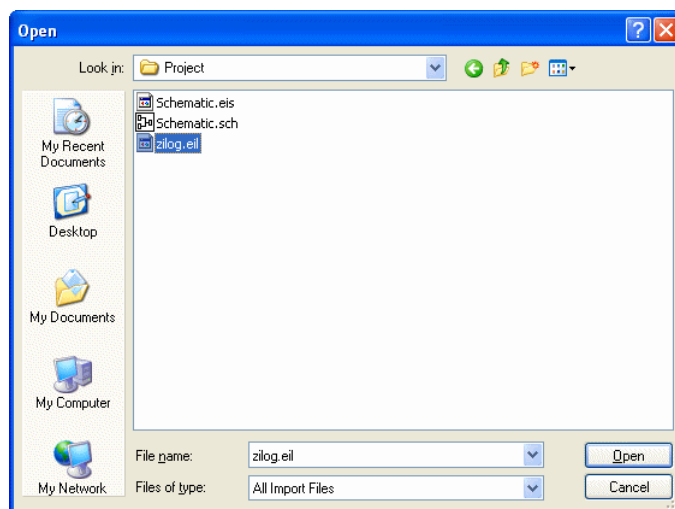 Open
Look in: Project
Schematic.eis
Schematic.sch
zilog.eil
My Recent
Documents
Desktop
My Documents
My Computer
My Network
File name: zilog.eil Open
Files of type: All Import Files Cancel